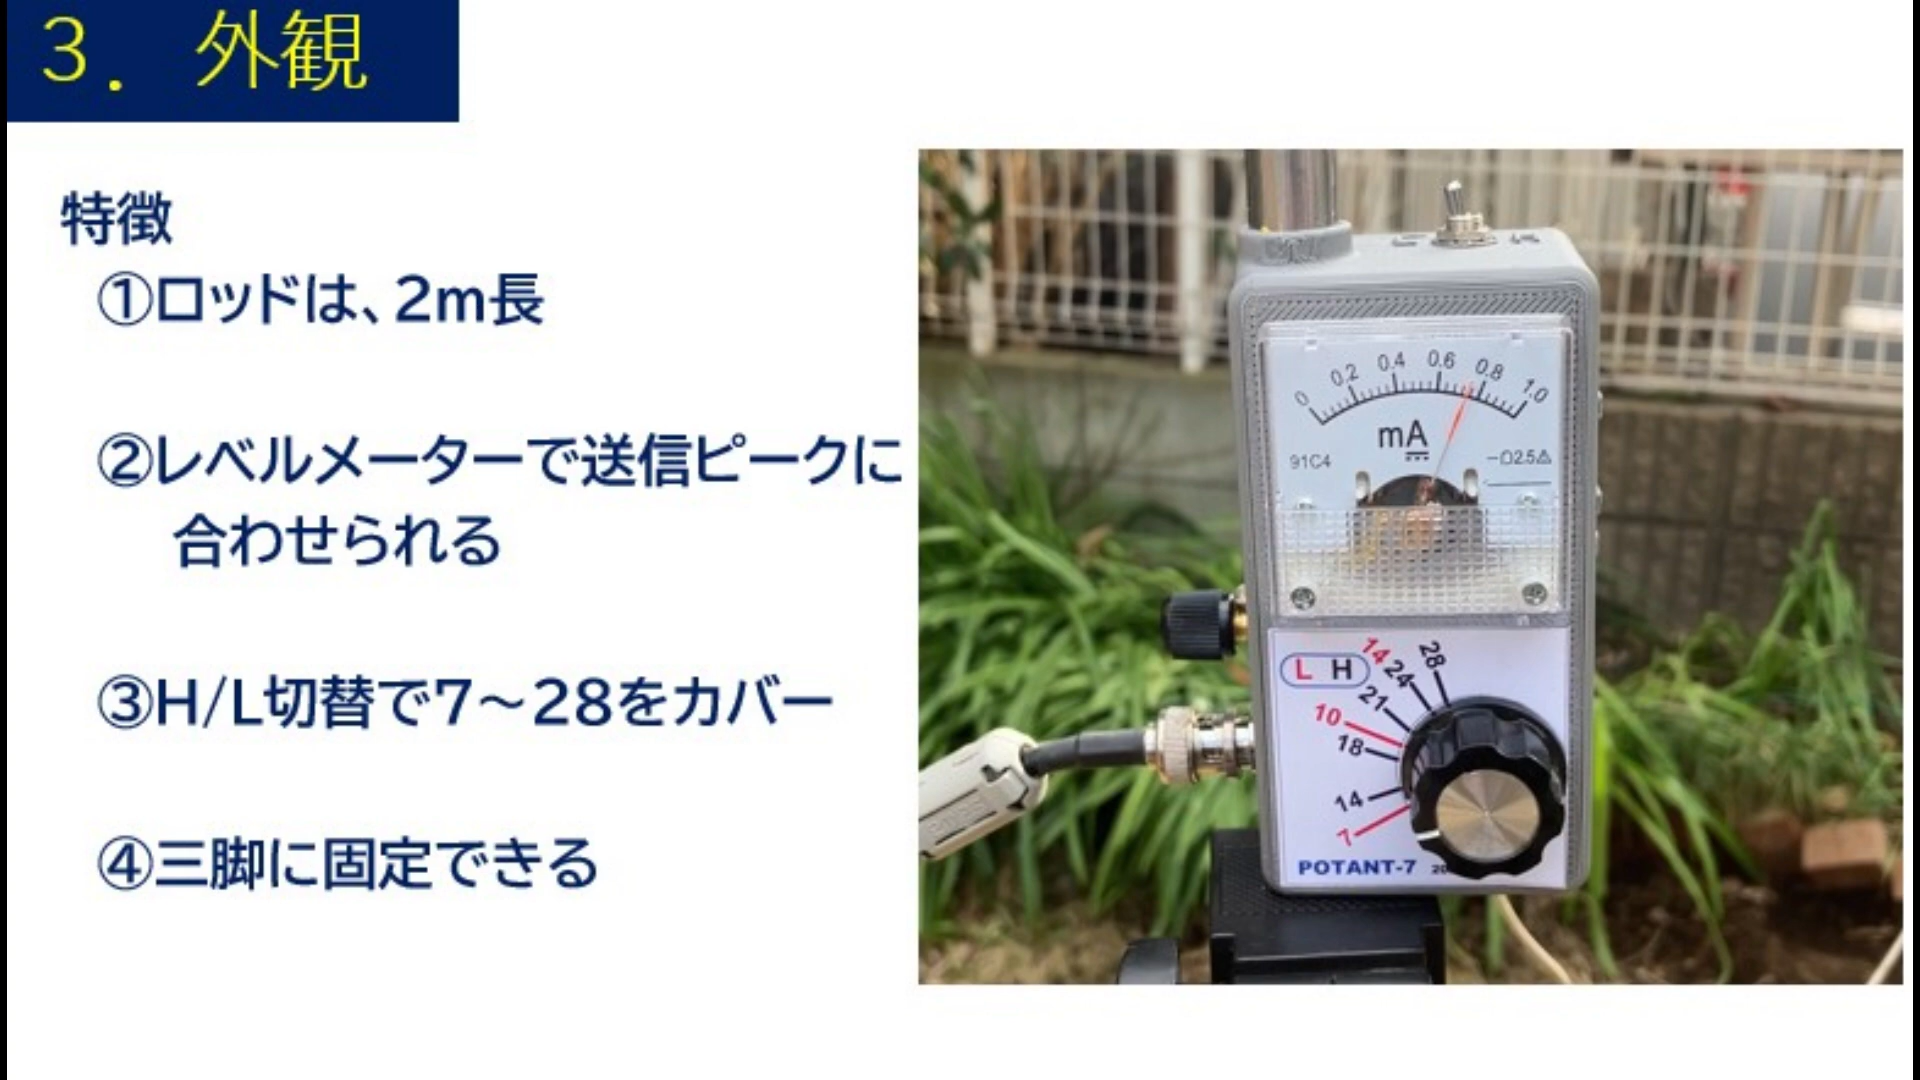 3. 外観
特徴
①ロッドは、2m長
②レベルメーターで送信ピークに
合わせられる
③H/L切替で7～28をカバー
④三脚に固定できる
0 0.2 0.4 0.6 0.8 1.0
mA
91C4
2.5
L H
14
28
24
21
10
18
14
7
POTANT-7